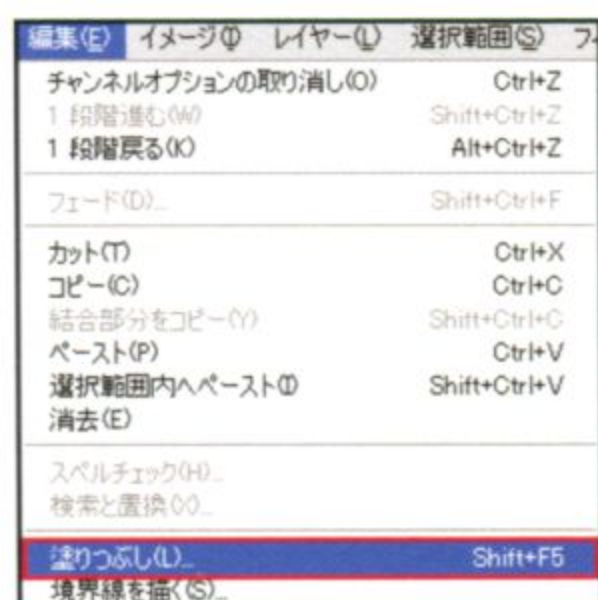 編集(E) イメージ(I) レイヤー(L) 選択範囲(S) フ
チャンネルオプションの取り消し(O) Ctrl+Z
1 段階進む(W) Shift+Ctrl+Z
1 段階戻る(K) Alt+Ctrl+Z
フェード(D)... Shift+Ctrl+F
カット(T) Ctrl+X
コピー(C) Ctrl+C
結合部分をコピー(Y) Shift+Ctrl+C
ペースト(P) Ctrl+V
選択範囲内へペースト(I) Shift+Ctrl+V
消去(E)
スペルチェック(H)...
検索と置換(X)...
塗りつぶし(L)... Shift+F5
境界線を描く(S)...